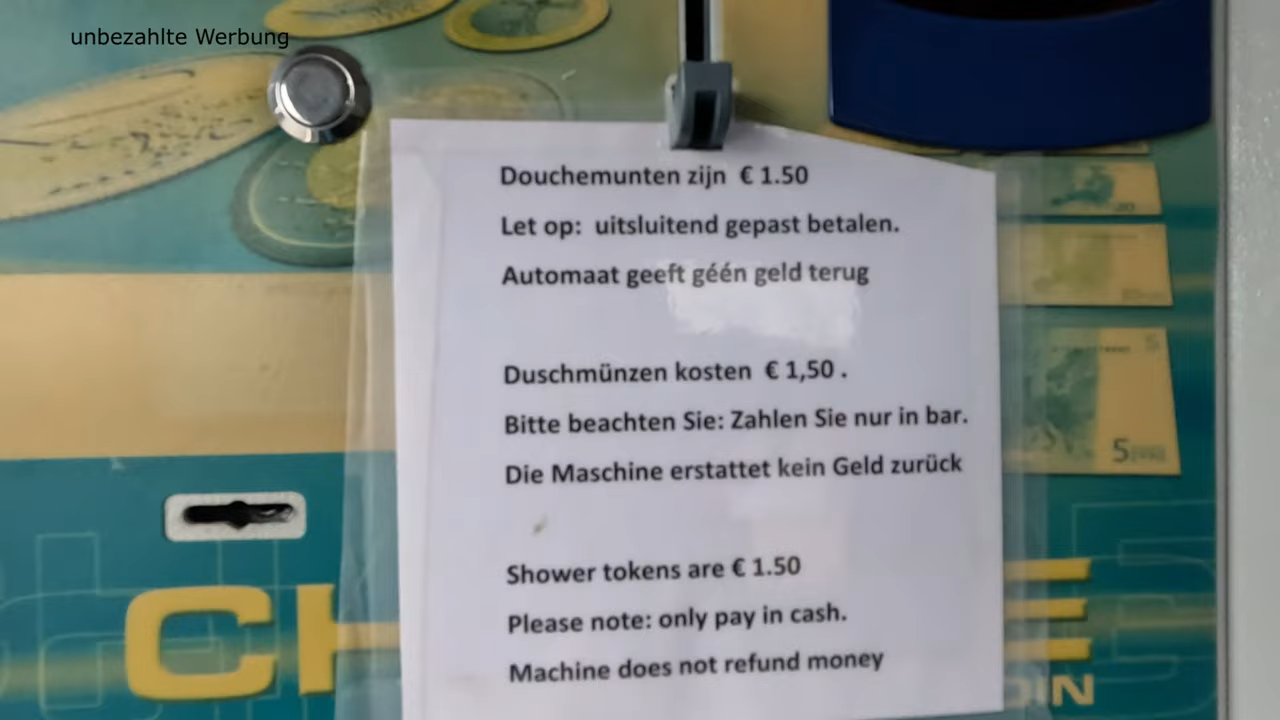 unbezahlte Werbung
Douchemunten zijn € 1.50
Let op: uitsluitend gepast betalen.
Automaat geeft géén geld terug
Duschmünzen kosten € 1,50 .
Bitte beachten Sie: Zahlen Sie nur in bar.
Die Maschine erstattet kein Geld zurück
Shower tokens are € 1.50
Please note: only pay in cash.
Machine does not refund money
5